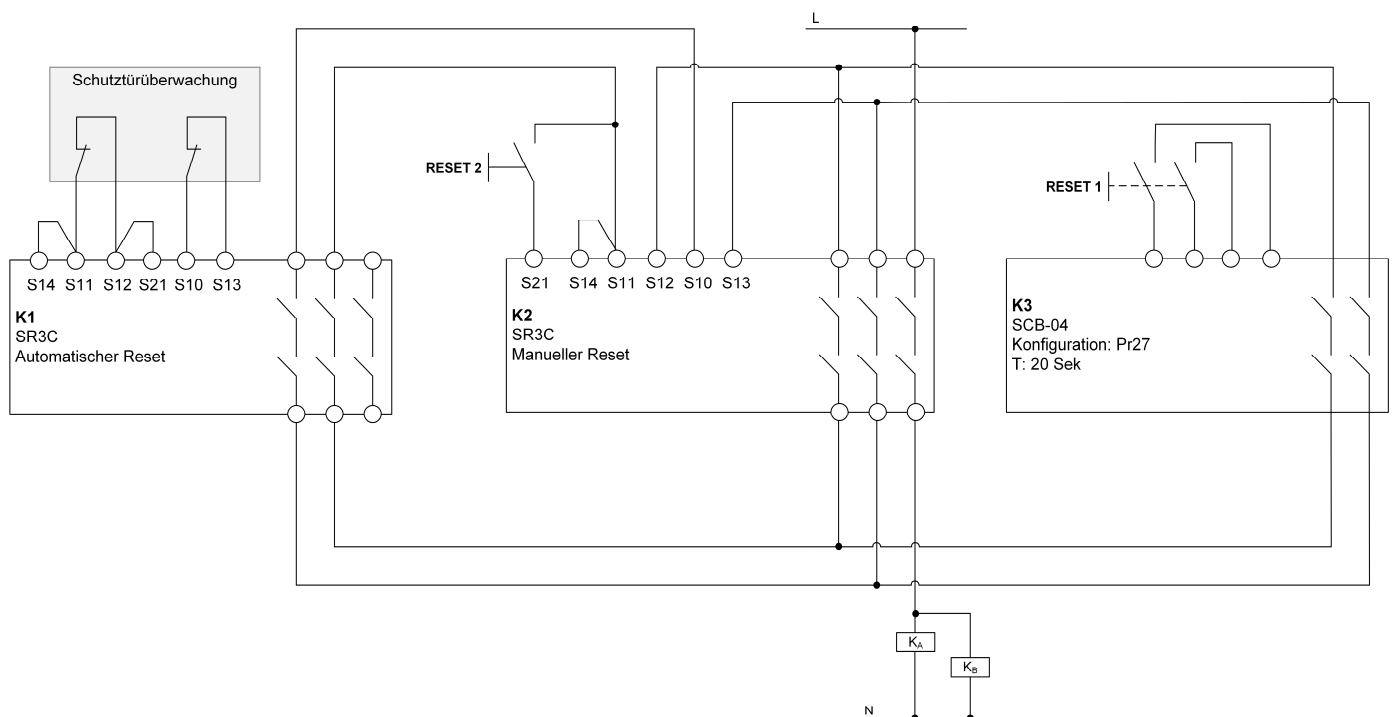 L
Schutztürüberwachung
RESET 2
RESET 1
S14 S11 S12 S21 S10 S13
K1
SR3C
Automatischer Reset
S21 S14 S11 S12 S10 S13
K2
SR3C
Manueller Reset
K3
SCB-04
Konfiguration: Pr27
T: 20 Sek
KA
KB
N